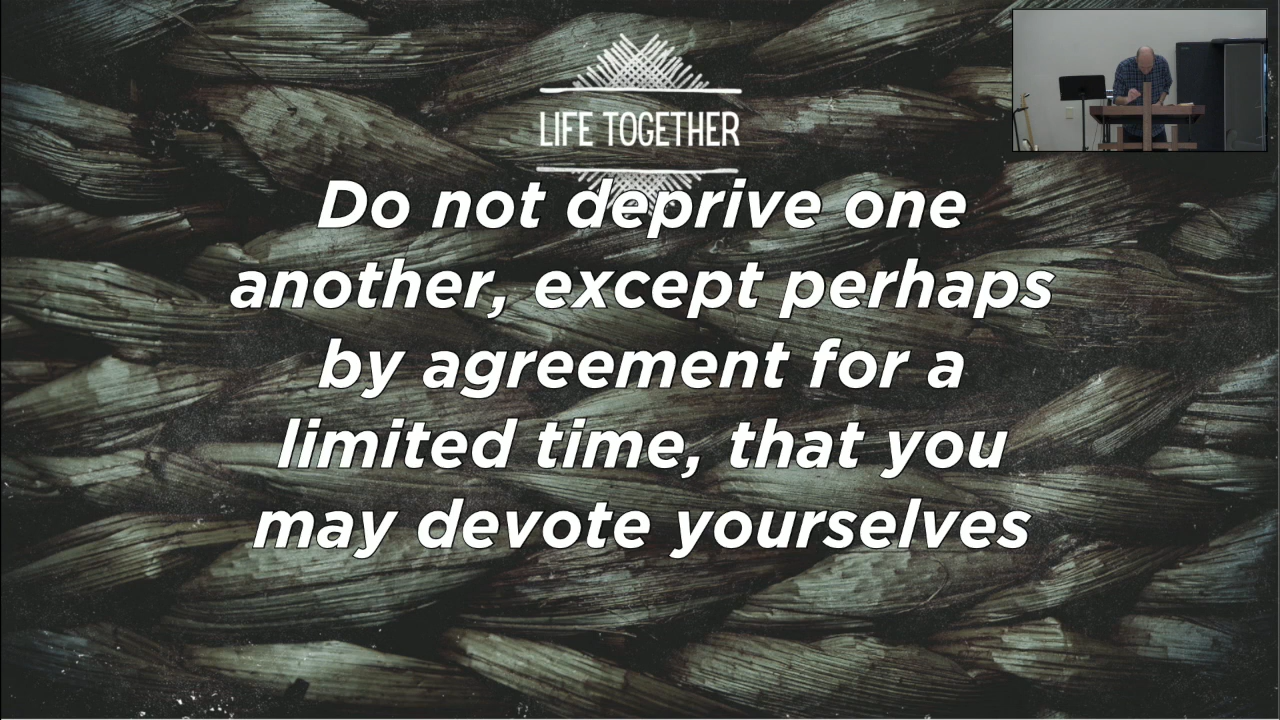 LIFE TOGETHER
Do not deprive one
another, except perhaps
by agreement for a
limited time, that you
may devote yourselves